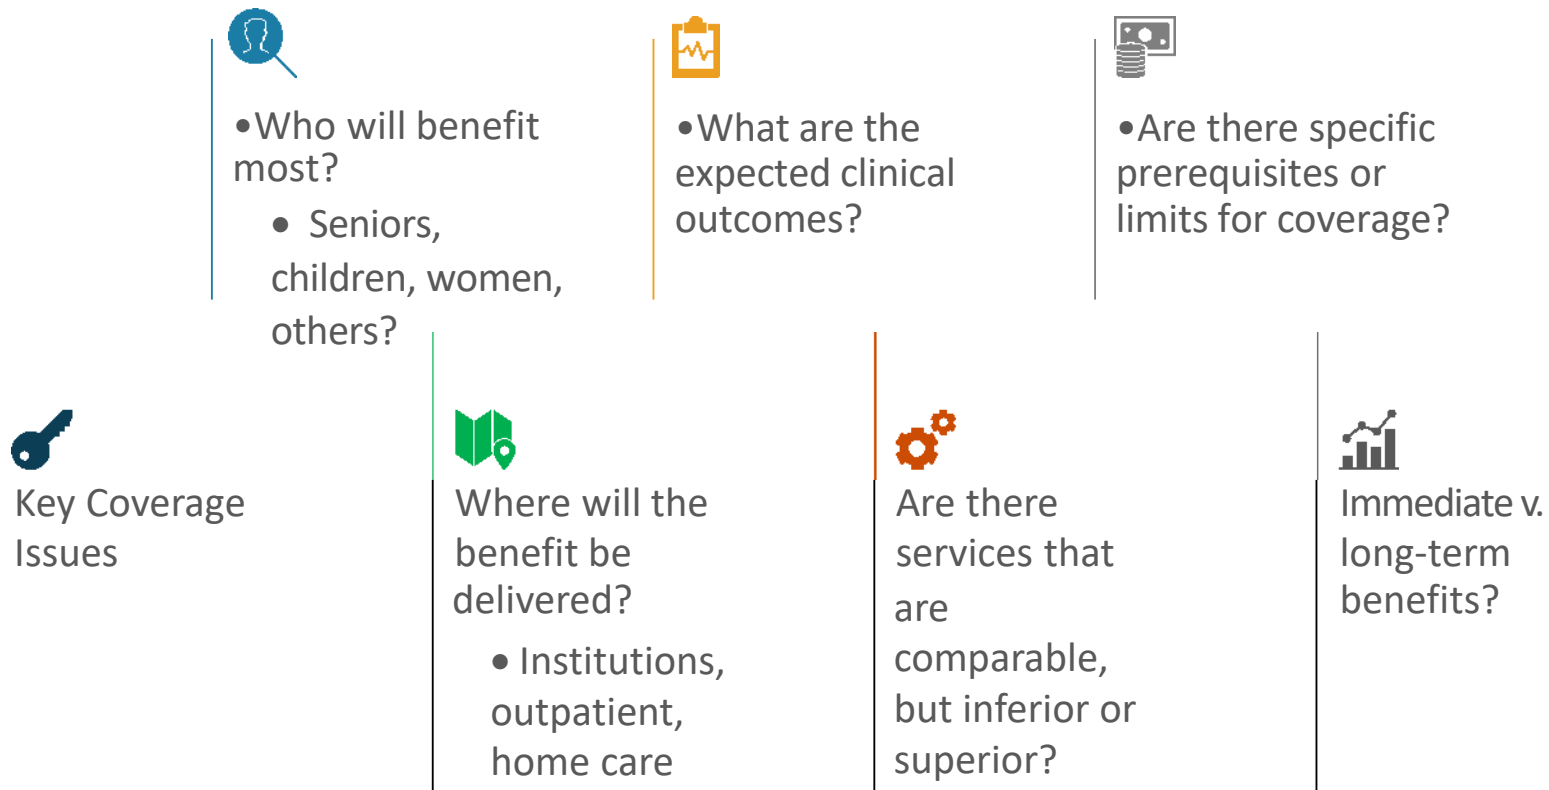 •Who will benefit
most?
• Seniors,
children, women,
others?
•What are the
expected clinical
outcomes?
•Are there specific
prerequisites or
limits for coverage?
Key Coverage
Issues
Where will the
benefit be
delivered?
• Institutions,
outpatient,
home care
Are there
services that
are
comparable,
but inferior or
superior?
Immediate v.
long-term
benefits?